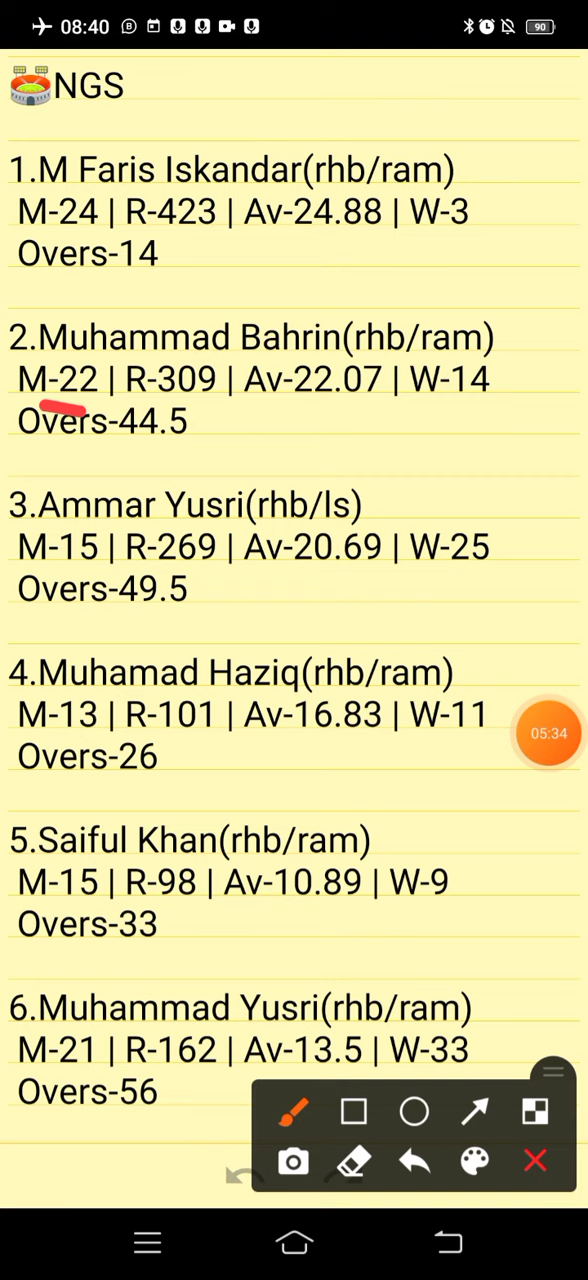 08:40
90
NGS
1.M Faris Iskandar(rhb/ram)
M-24 | R-423 | Av-24.88 | W-3
Overs-14
2.Muhammad Bahrin(rhb/ram)
M-22 | R-309 | Av-22.07 | W-14
Overs-44.5
3.Ammar Yusri(rhb/ls)
M-15 | R-269 | Av-20.69 | W-25
Overs-49.5
4.Muhamad Haziq(rhb/ram)
M-13 | R-101 | Av-16.83 | W-11
Overs-26
05:34
5.Saiful Khan(rhb/ram)
M-15 | R-98 | Av-10.89 | W-9
Overs-33
6.Muhammad Yusri(rhb/ram)
M-21 | R-162 | Av-13.5 | W-33
Overs-56